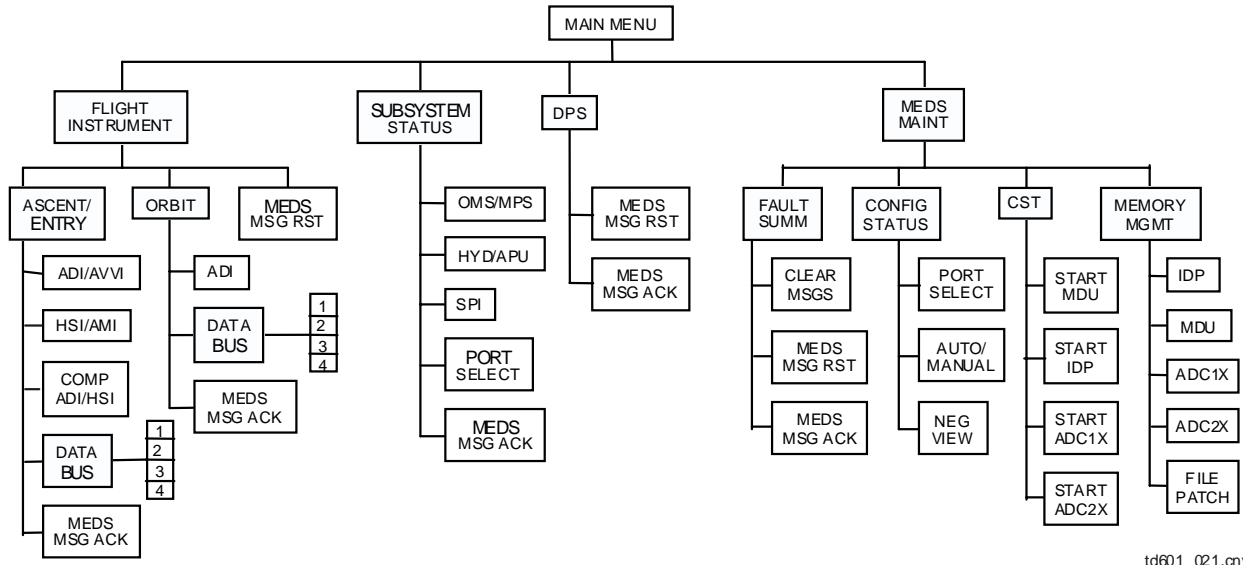 MAIN MENU
FLIGHT
INSTRUMENT
SUBSYSTEM
STATUS
DPS
MEDS
MAINT
ASCENT/
ENTRY
ORBIT
MEDS
MSG RST
ADI/AVVI
HSI/AMI
COMP
ADI/HSI
DATA
BUS
1
2
3
4
MEDS
MSG ACK
ADI
DATA
BUS
1
2
3
4
MEDS
MSG ACK
OMS/MPS
HYD/APU
SPI
PORT
SELECT
MEDS
MSG ACK
MEDS
MSG RST
MEDS
MSG ACK
FAULT
SUMM
CONFIG
STATUS
CST
MEMORY
MGMT
CLEAR
MSGS
MEDS
MSG RST
MEDS
MSG ACK
PORT
SELECT
AUTO/
MANUAL
NEG
VIEW
START
MDU
START
IDP
START
ADC1X
START
ADC2X
IDP
MDU
ADC1X
ADC2X
FILE
PATCH